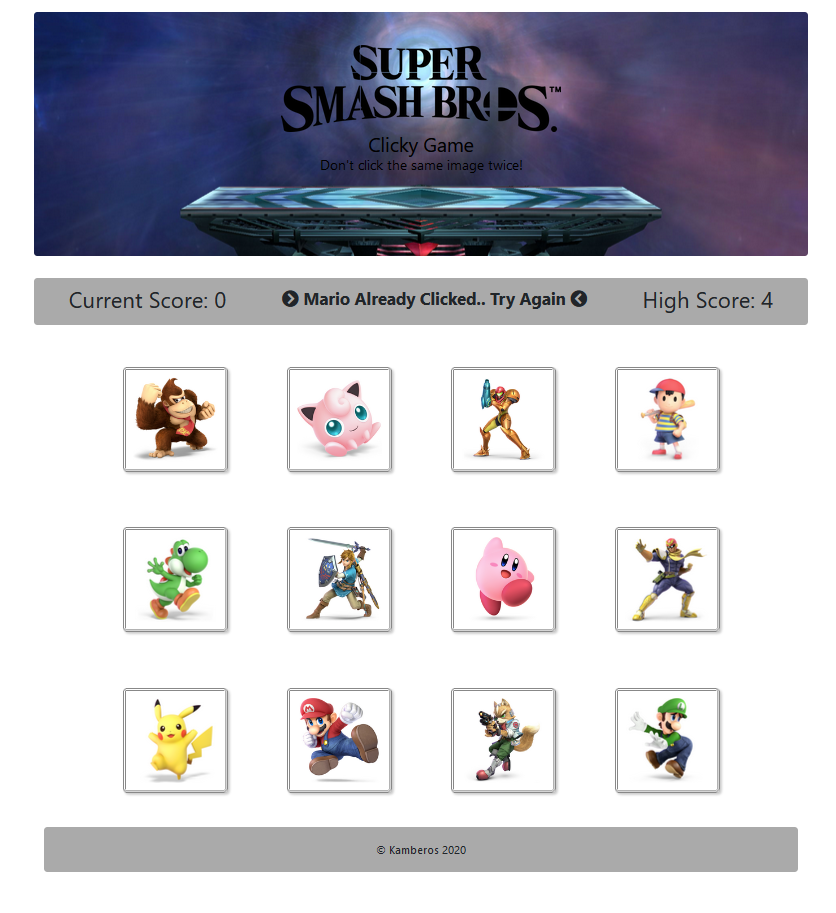 SUPER
SMASH BROS.™
Clicky Game
Don't click the same image twice!
Current Score: 0
Mario Already Clicked.. Try Again
High Score: 4
M
© Kamberos 2020